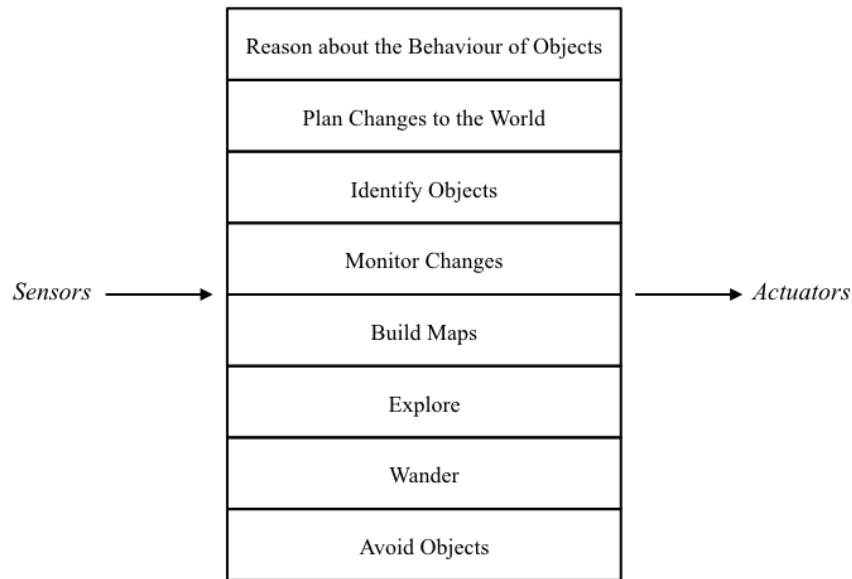 Reason about the Behaviour of Objects
Plan Changes to the World
Identify Objects
Monitor Changes
Sensors
Actuators
Build Maps
Explore
Wander
Avoid Objects